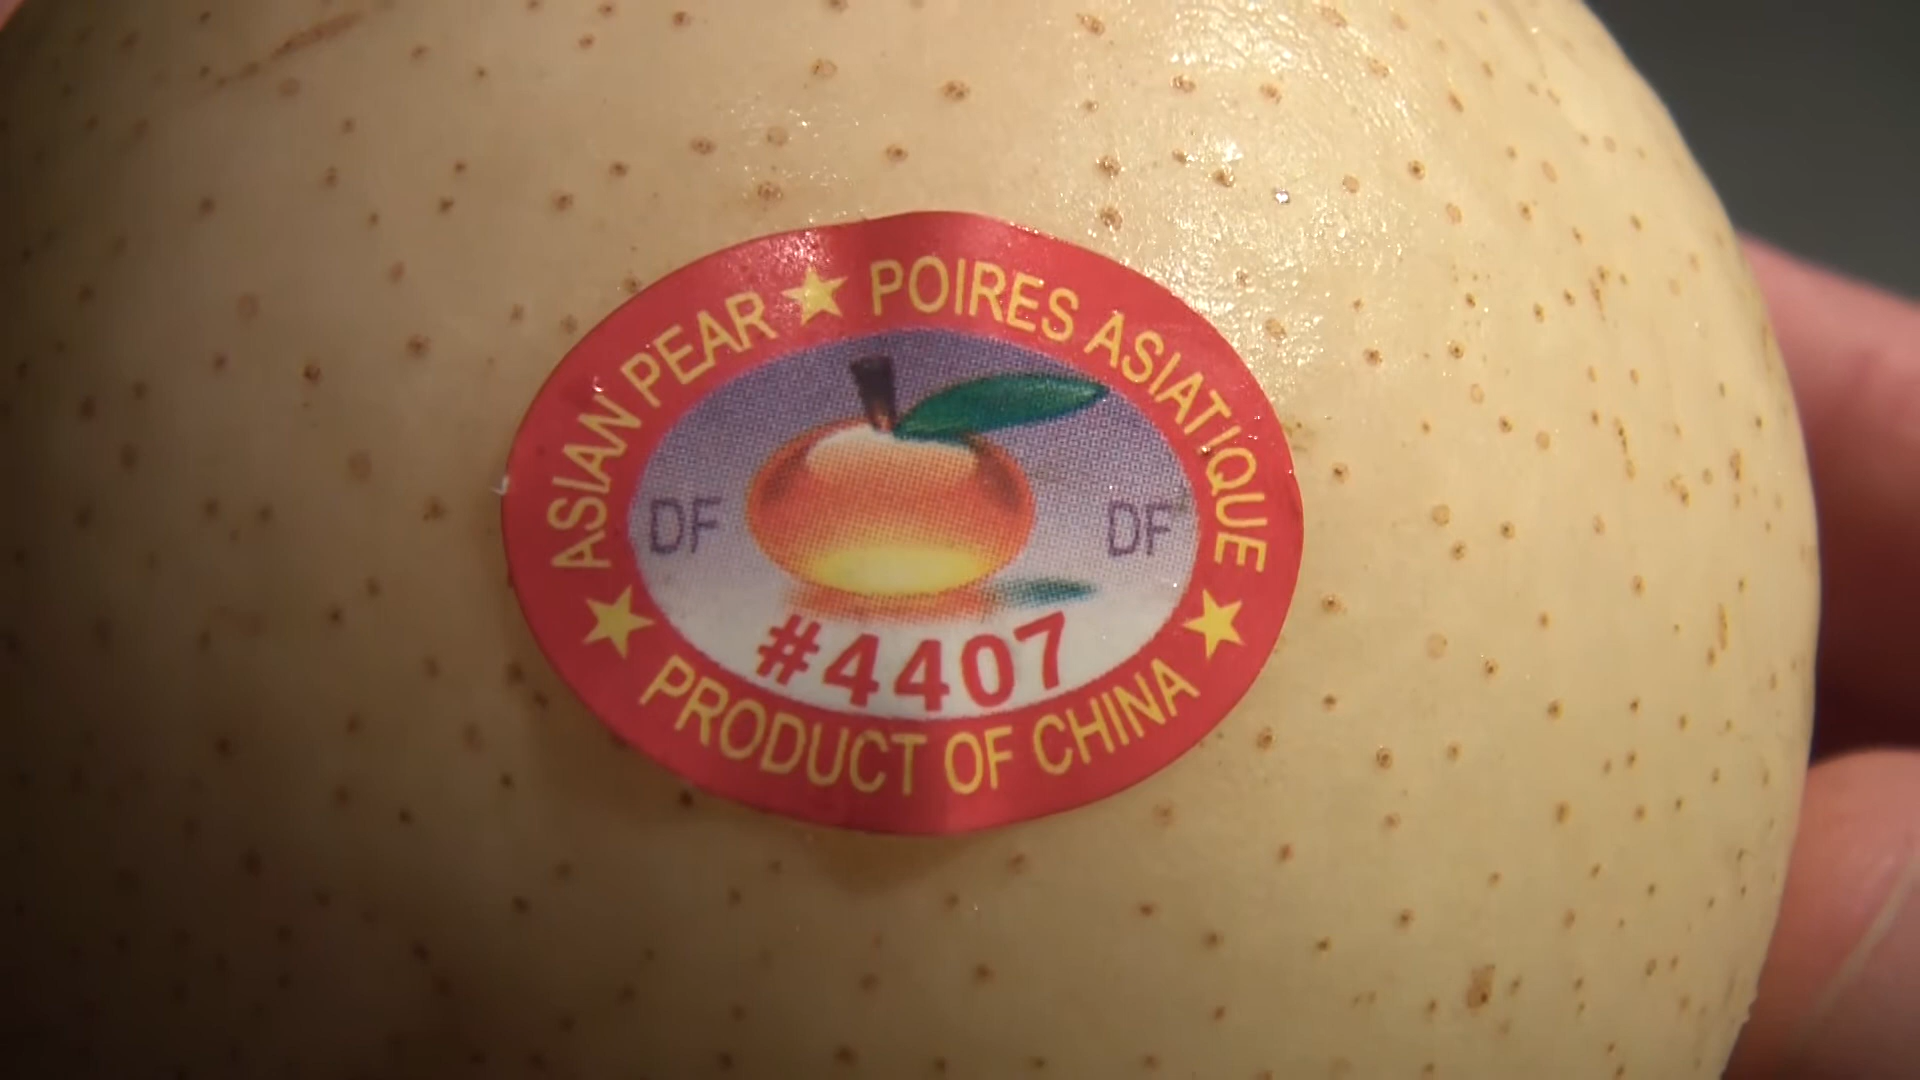 ASIAN PEAR ★ POIRES ASIATIQUE
DF DF
#4407
★ PRODUCT OF CHINA ★